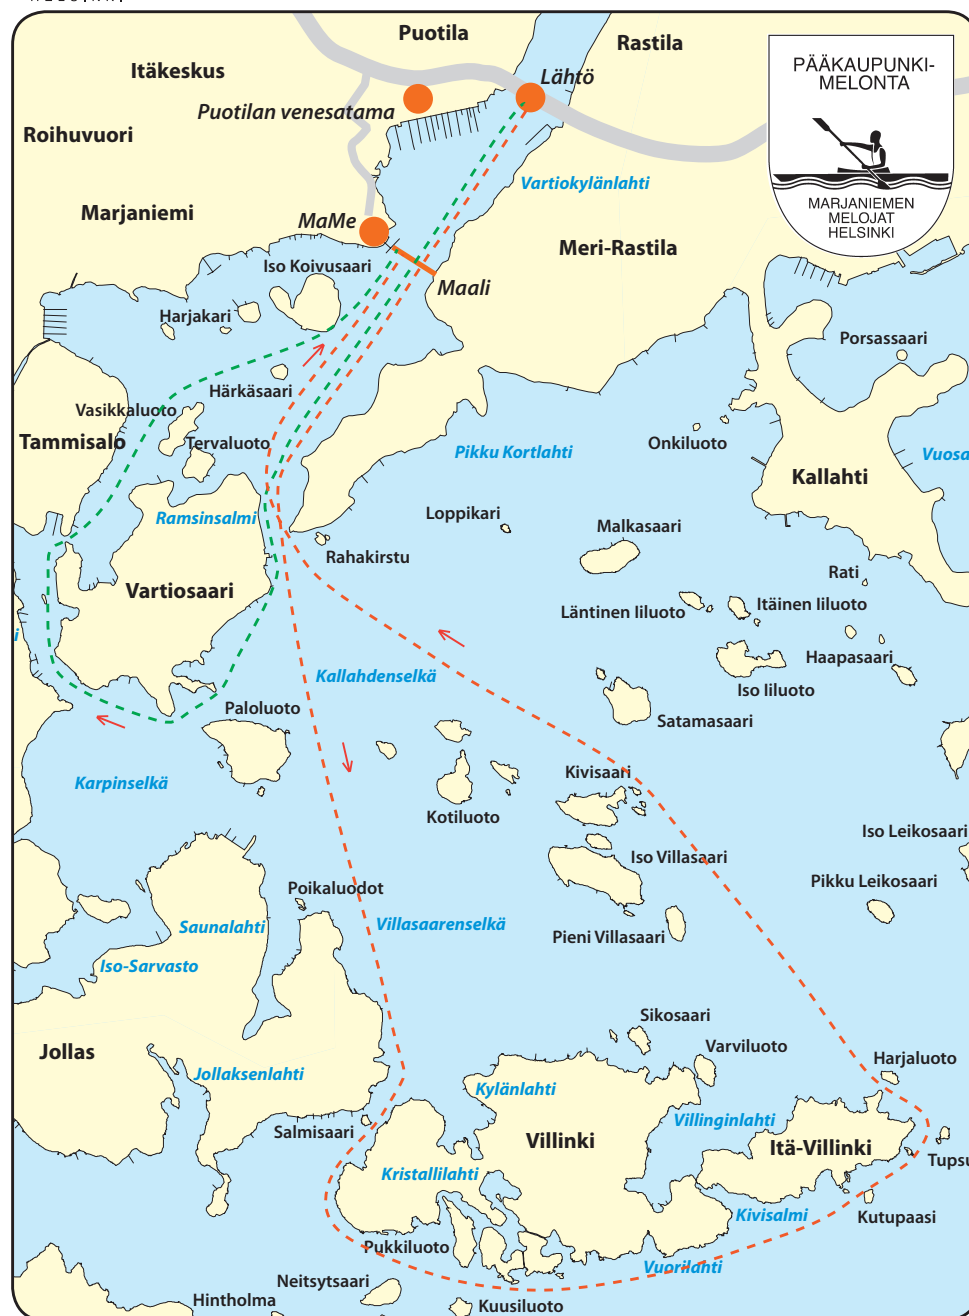 HELSINKI
Puotila
Rastila
Itäkeskus
Lähtö
PÄÄKAUPUNKI-
MELONTA
Puotilan venesatama
Roihuvuori
Vartiokylänlahti
MARJANIEMEN
MELOJAT
HELSINKI
Marjaniemi
MaMe
Meri-Rastila
Iso Koivusaari
Maali
Harjakari
Porsassaari
Härkäsaari
Vasikkaluoto
Tammisalo
Tervaluoto
Onkiluoto
Pikku Kortlahti
Vuosa
Kallahti
Loppikari
Ramsinsalmi
Malkasaari
Rahakirstu
Rati
Vartiosaari
Läntinen Iiluoto
Itäinen Iiluoto
i
Haapasaari
Kallahdenselkä
Iso Iiluoto
Paloluoto
Satamasaari
Kivisaari
Karpinselkä
Kotiluoto
Iso Leikosaari
Iso Villasaari
Pikku Leikosaari
Poikaluodot
Saunalahti
Villasaarenselkä
Pieni Villasaari
Iso-Sarvasto
Sikosaari
Jollas
Varviluoto
Harjaluoto
Jollaksenlahti
Kylänlahti
Villinginlahti
Salmisaari
Villinki
Itä-Villinki
Tupsu
Kristallilahti
Kivisalmi
Kutupaasi
Pukkiluoto
Vuorilahti
Neitsytsaari
Hintholma
Kuusiluoto